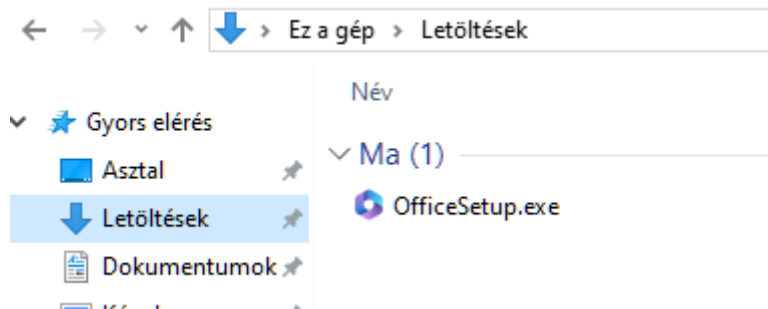 Ez a gép > Letöltések
Név
Gyors elérés
Ma (1)
Asztal
OfficeSetup.exe
Letöltések
Dokumentumok